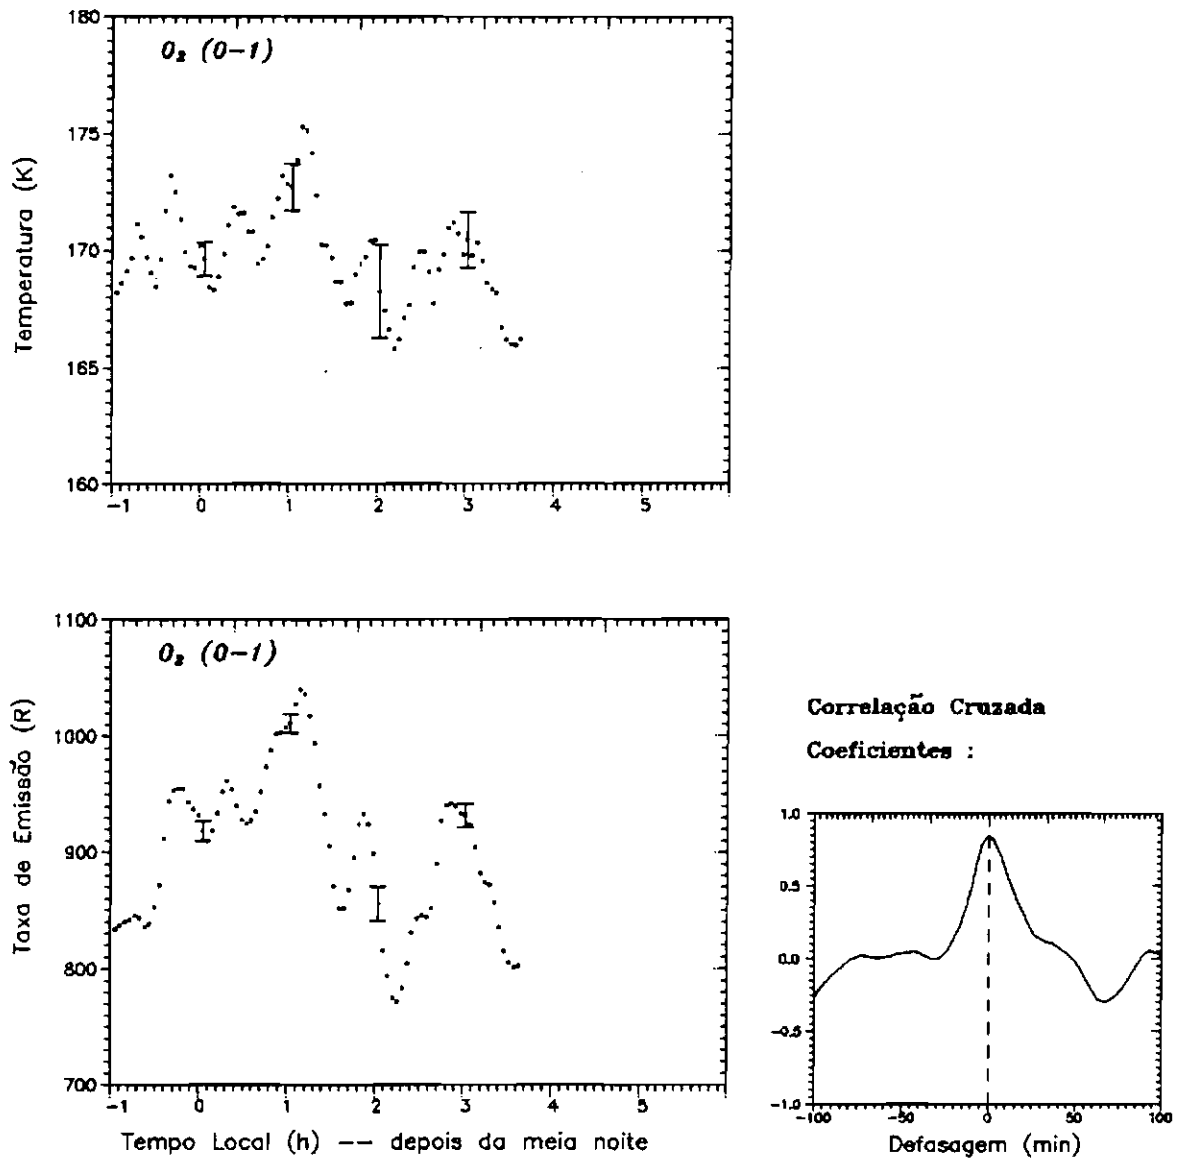 180
175
170
165
160
Temperatura (K)
O₂ (0-1)
-1 0 1 2 3 4 5
1100
1000
900
800
700
Taxa de Emissão (R)
O₂ (0-1)
-1 0 1 2 3 4 5
Tempo Local (h) -- depois da meia noite
Correlação Cruzada
Coeficientes :
1.0
0.5
0.0
-0.5
-1.0
-100 -50 0 50 100
Defasagem (min)